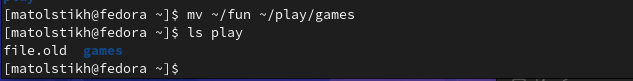 [matolstikh@fedora ~]$ mv ~/fun ~/play/games
[matolstikh@fedora ~]$ ls play
file.old  games
[matolstikh@fedora ~]$